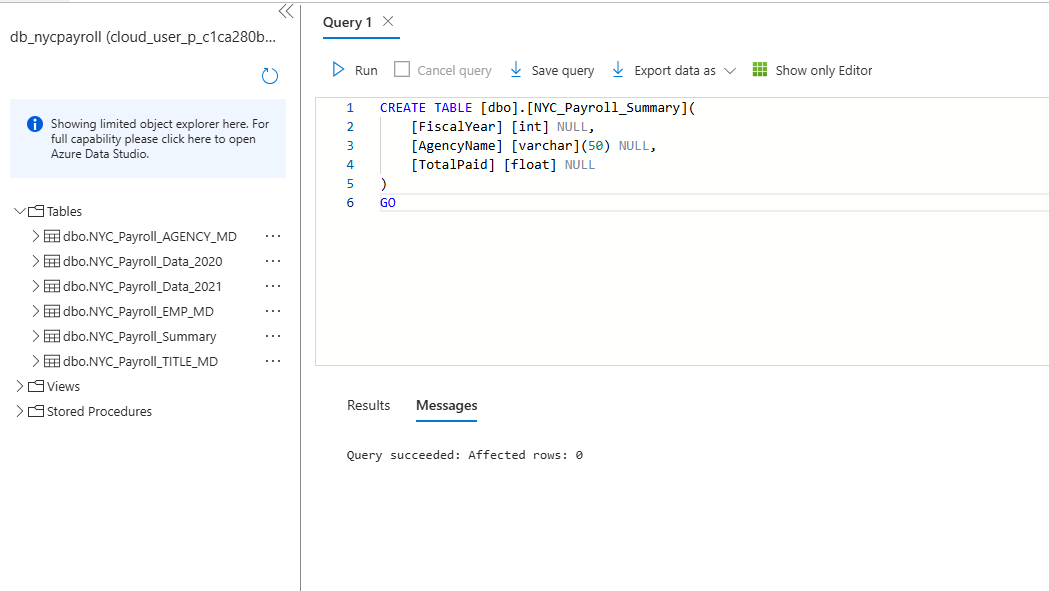 db_nycpayroll (cloud_user_p_c1ca280b...
Showing limited object explorer here. For
full capability please click here to open
Azure Data Studio.
Tables
dbo.NYC_Payroll_AGENCY_MD
dbo.NYC_Payroll_Data_2020
dbo.NYC_Payroll_Data_2021
dbo.NYC_Payroll_EMP_MD
dbo.NYC_Payroll_Summary
dbo.NYC_Payroll_TITLE_MD
Views
Stored Procedures
Query 1
Run Cancel query Save query Export data as Show only Editor
1 CREATE TABLE [dbo].[NYC_Payroll_Summary](
2 [FiscalYear] [int] NULL,
3 [AgencyName] [varchar](50) NULL,
4 [TotalPaid] [float] NULL
5 )
6 GO
Results Messages
Query succeeded: Affected rows: 0